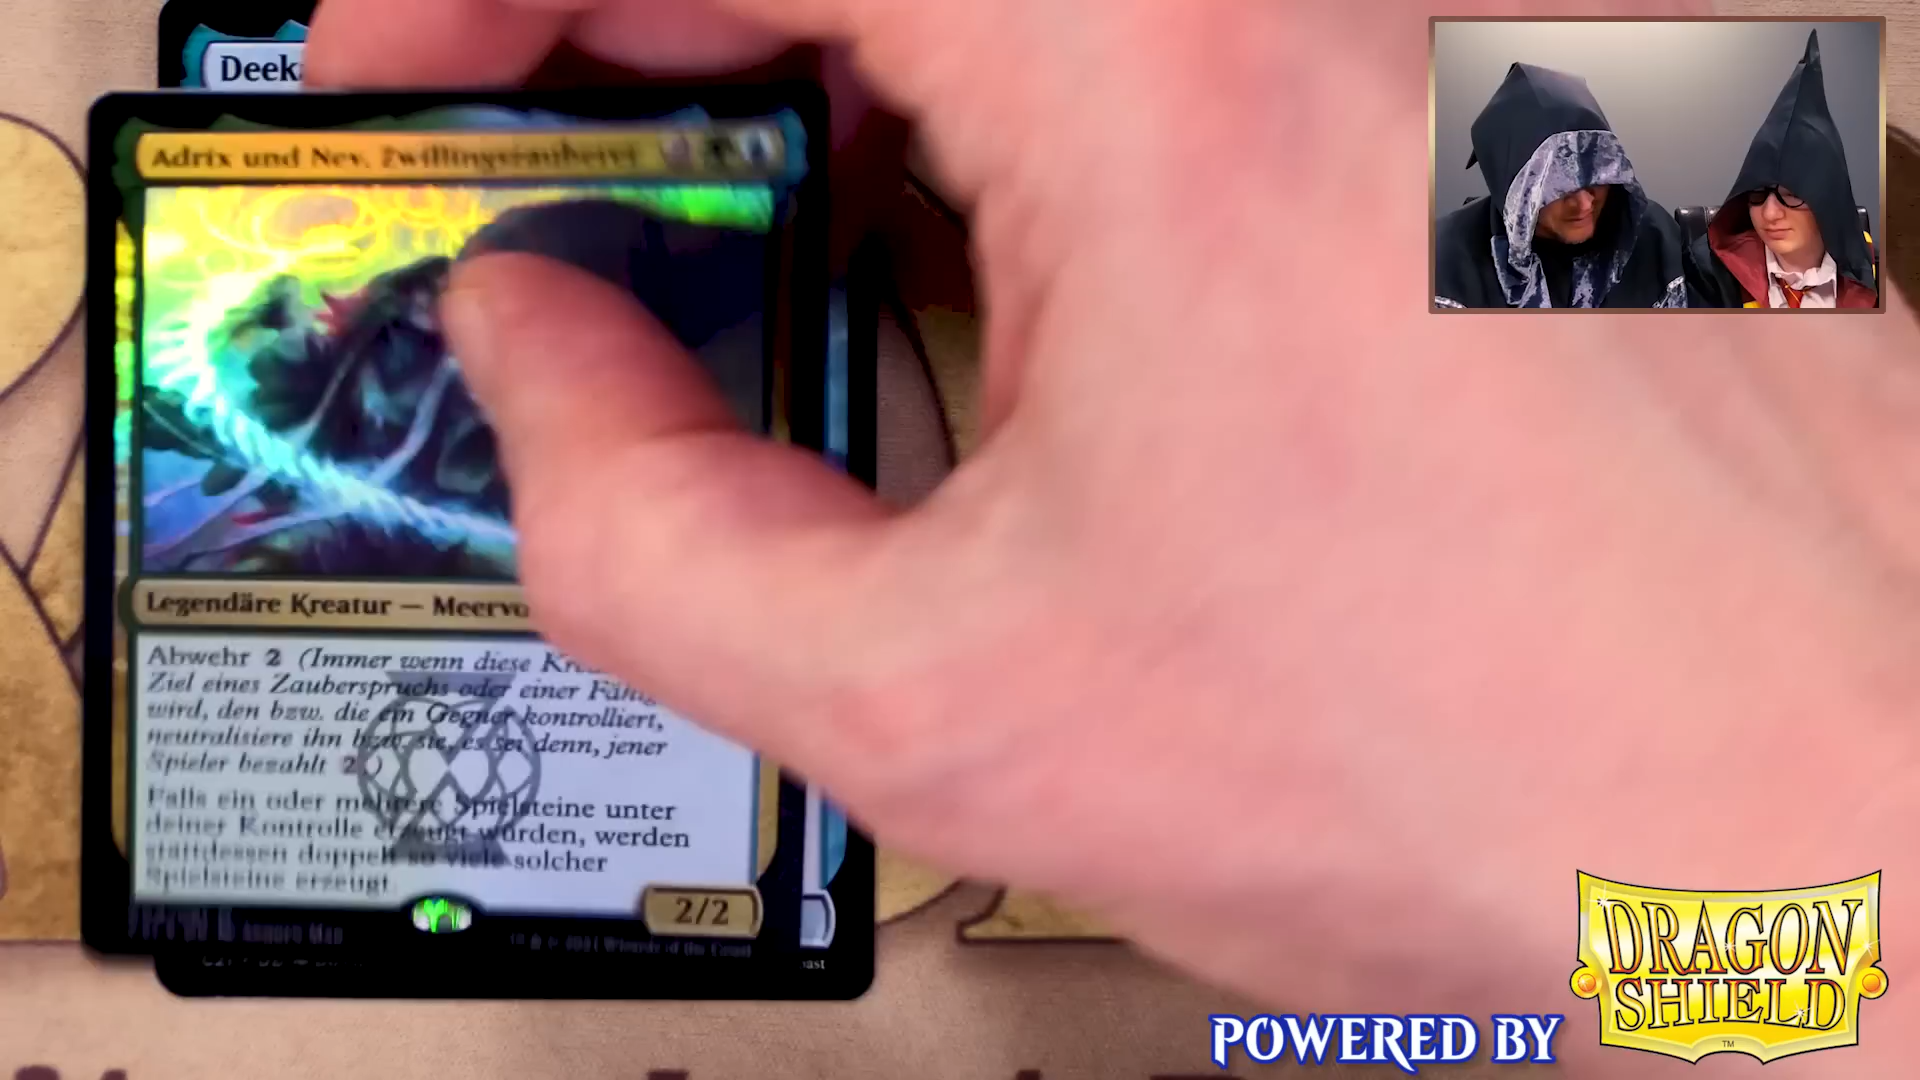 Deek
Adrix und Nev, Zwillingszauberer
Legendäre Kreatur — Meervo
Abwehr 2 (Immer wenn diese Kre
Ziel eines Zauberspruchs oder einer Fähig
wird, den bzw. die ein Gegner kontrolliert,
neutralisiere ihn bzw. sie, es sei denn, jener
Spieler bezahlt 2.)
Falls ein oder mehrere Spielsteine unter
deiner Kontrolle erzeugt würden, werden
stattdessen doppelt so viele solcher
Spielsteine erzeugt.
2/2
POWERED BY
DRAGON
SHIELD
TM